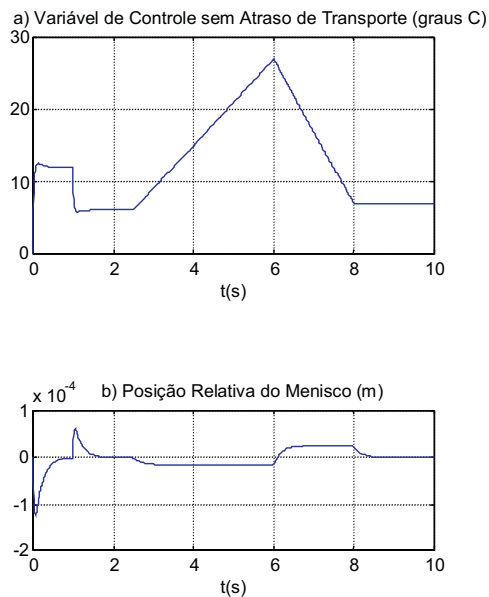 a) Variável de Controle sem Atraso de Transporte (graus C)
30
20
10
0
0 2 4 6 8 10
t(s)
x 10^-4
b) Posição Relativa do Menisco (m)
1
0
-1
-2
0 2 4 6 8 10
t(s)